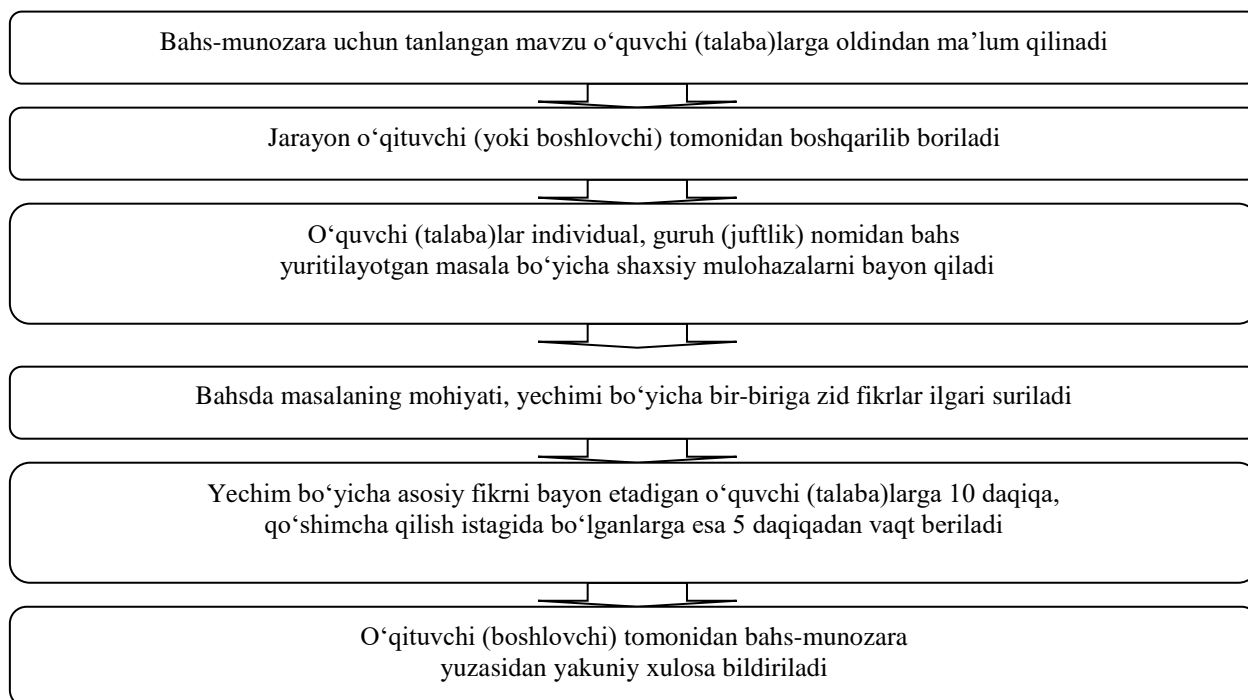 Bahs-munozara uchun tanlangan mavzu o‘quvchi (talaba)larga oldindan ma’lum qilinadi
Jarayon o‘qituvchi (yoki boshlovchi) tomonidan boshqarilib boriladi
O‘quvchi (talaba)lar individual, guruh (juftlik) nomidan bahs
yuritilayotgan masala bo‘yicha shaxsiy mulohazalarni bayon qiladi
Bahsda masalaning mohiyati, yechimi bo‘yicha bir-biriga zid fikrlar ilgari suriladi
Yechim bo‘yicha asosiy fikrni bayon etadigan o‘quvchi (talaba)larga 10 daqiqa,
qo‘shimcha qilish istagida bo‘lganlarga esa 5 daqiqadan vaqt beriladi
O‘qituvchi (boshlovchi) tomonidan bahs-munozara
yuzasidan yakuniy xulosa bildiriladi